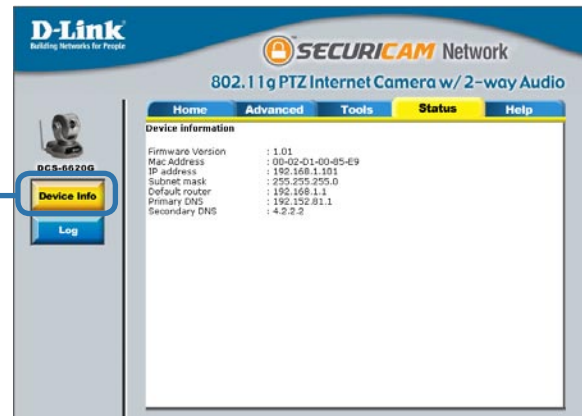 D-Link
Building Networks for People
SECURICAM Network
802.11g PTZ Internet Camera w/ 2-way Audio
Home Advanced Tools Status Help
DCS-6620G
Device Info
Log
Device information
Firmware Version : 1.01
Mac Address : 00-02-D1-00-85-E9
IP address : 192.168.1.101
Subnet mask : 255.255.255.0
Default router : 192.168.1.1
Primary DNS : 192.152.81.1
Secondary DNS : 4.2.2.2